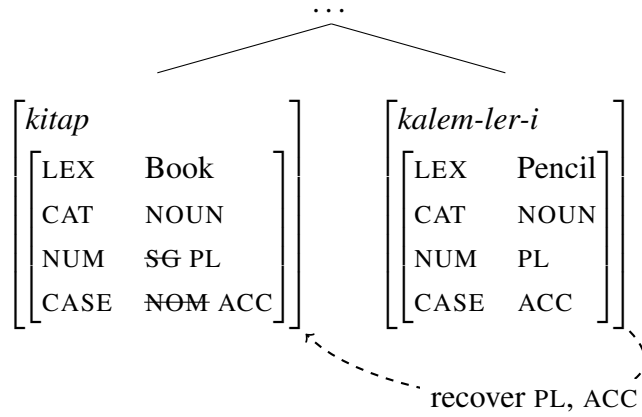 ...
kitap
LEX Book
CAT NOUN
NUM SG PL
CASE NOM ACC
kalem-ler-i
LEX Pencil
CAT NOUN
NUM PL
CASE ACC
recover PL, ACC